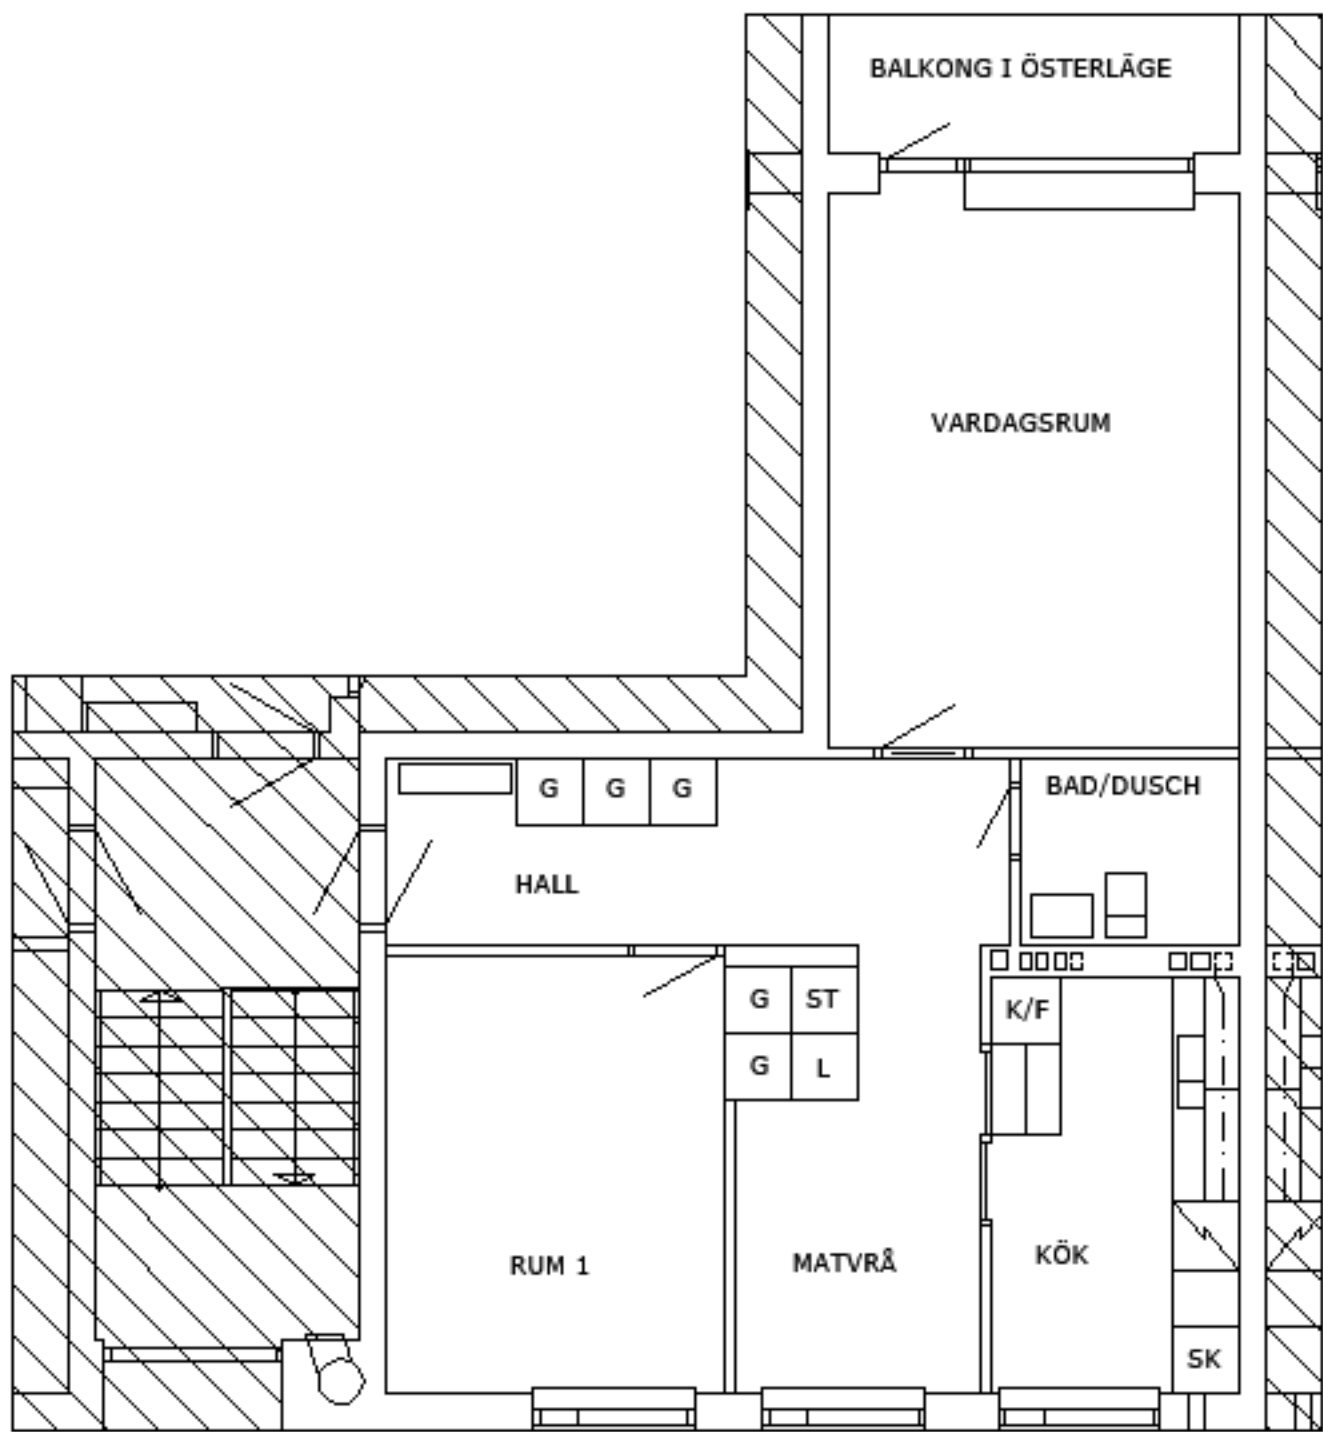 BALKONG I ÖSTERLÄGE
VARDAGSRUM
G G G
BAD/DUSCH
HALL
G ST
K/F
G L
RUM 1
MATVRÅ
KÖK
SK